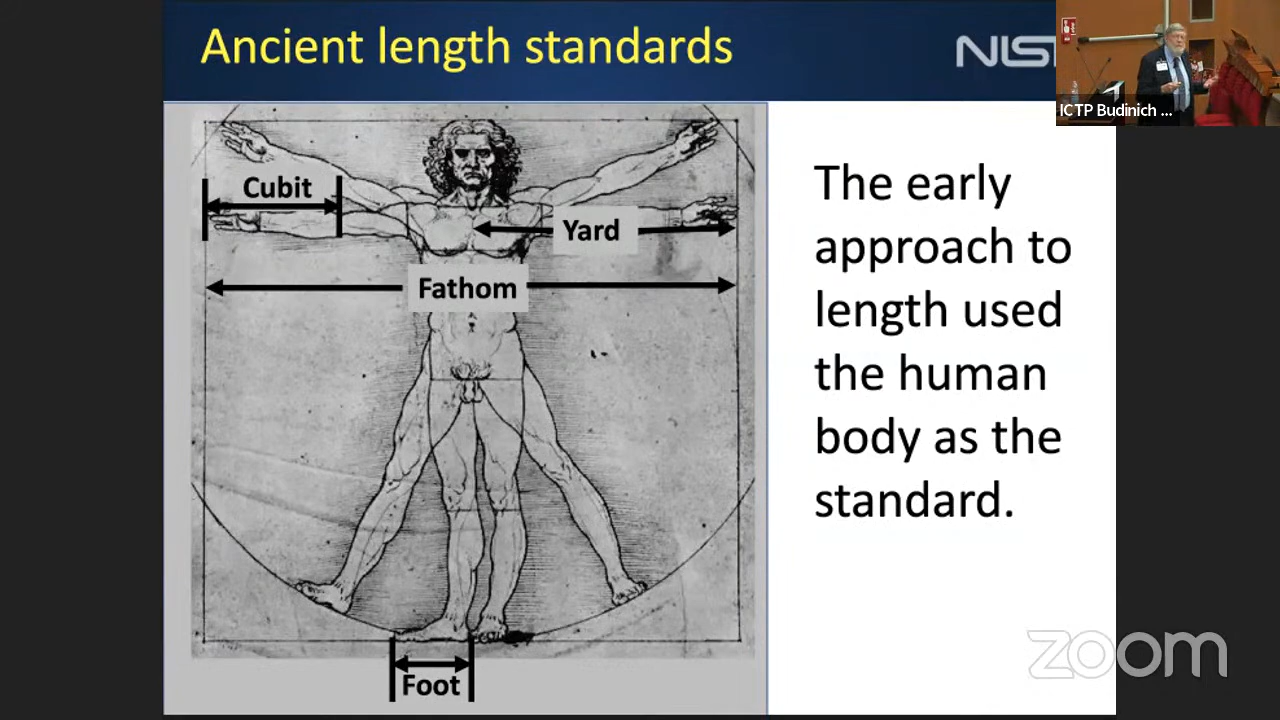 Ancient length standards
NIS
ICTP Budinich ...
Cubit
Yard
Fathom
Foot
The early
approach to
length used
the human
body as the
standard.
zoom